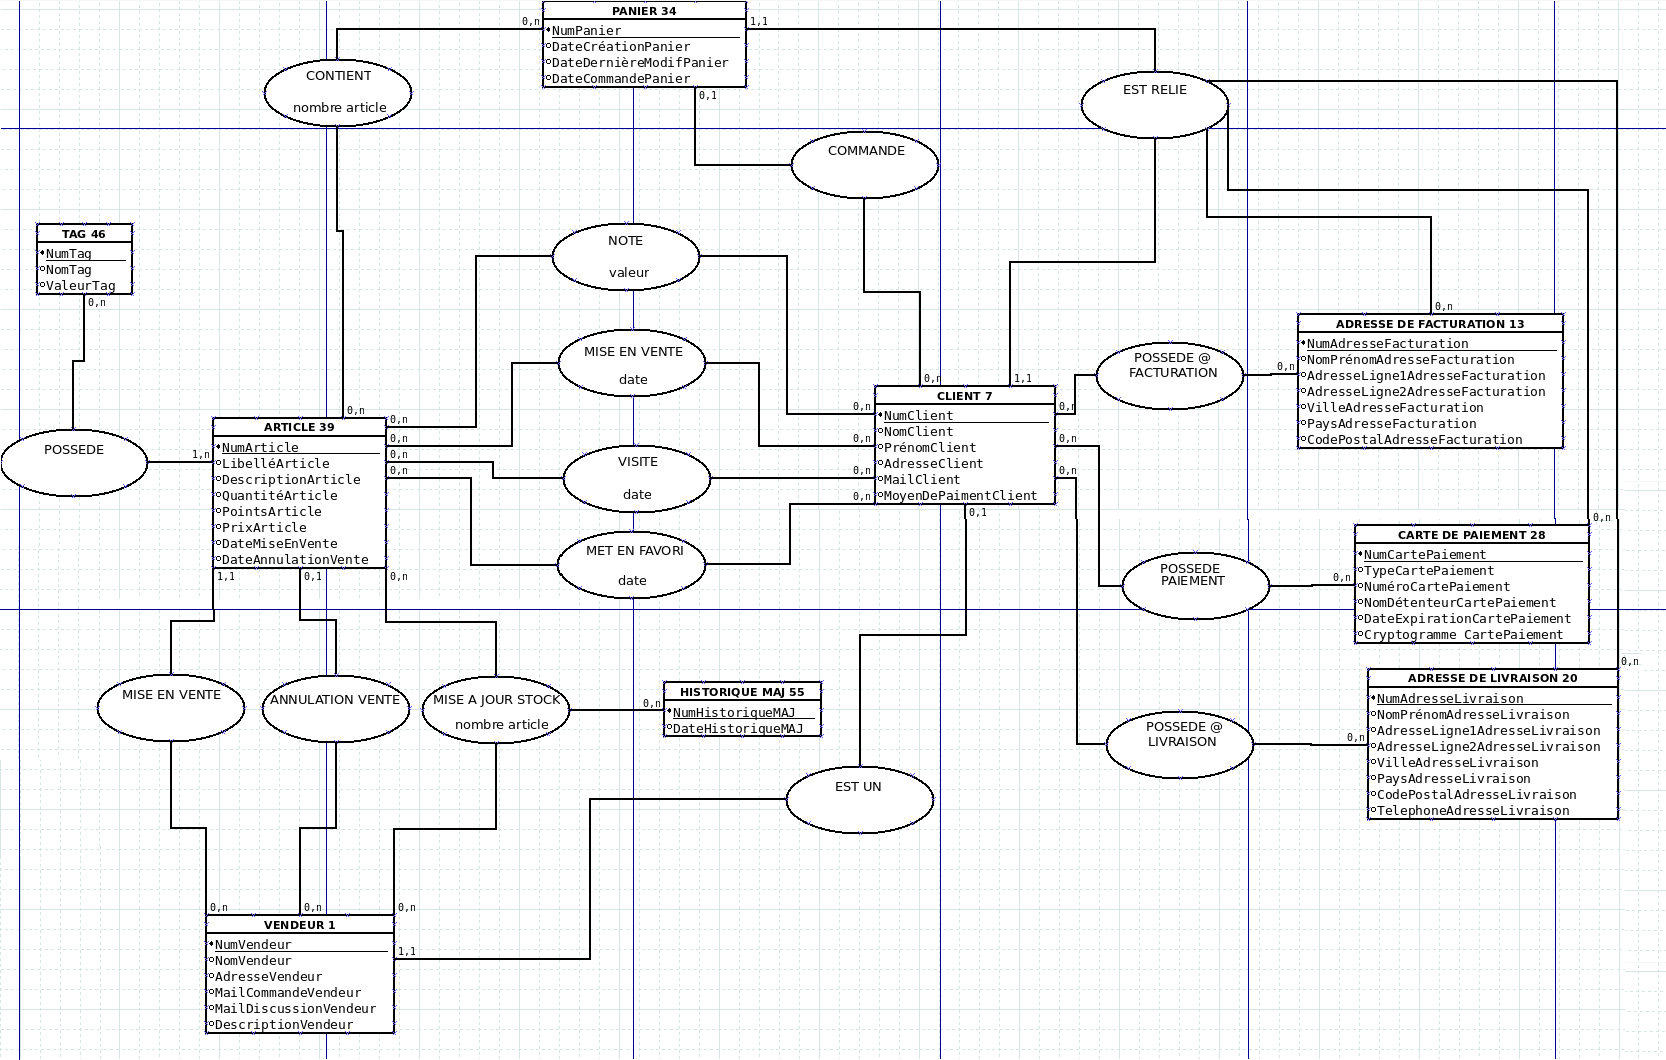 PANIER 34
NumPanier
DateCréationPanier
DateDernièreModifPanier
DateCommandePanier
0,n
1,1
0,1
CONTIENT
nombre article
EST RELIE
COMMANDE
TAG 46
NumTag
NomTag
ValeurTag
0,n
NOTE
valeur
MISE EN VENTE
date
VISITE
date
MET EN FAVORI
date
POSSEDE
1,n
0,n
ARTICLE 39
NumArticle
LibelléArticle
DescriptionArticle
QuantitéArticle
PointsArticle
PrixArticle
DateMiseEnVente
DateAnnulationVente
0,n
0,n
0,n
0,n
1,1
0,1
0,n
0,n
1,1
CLIENT 7
NumClient
NomClient
PrénomClient
AdresseClient
MailClient
MoyenDePaimentClient
0,n
0,n
0,n
0,n
0,n
0,n
0,n
0,1
POSSEDE @
FACTURATION
0,n
0,n
ADRESSE DE FACTURATION 13
NumAdresseFacturation
NomPrénomAdresseFacturation
AdresseLigne1AdresseFacturation
AdresseLigne2AdresseFacturation
VilleAdresseFacturation
PaysAdresseFacturation
CodePostalAdresseFacturation
POSSEDE
PAIEMENT
0,n
0,n
CARTE DE PAIEMENT 28
NumCartePaiement
TypeCartePaiement
NuméroCartePaiement
NomDétenteurCartePaiement
DateExpirationCartePaiement
Cryptogramme CartePaiement
POSSEDE @
LIVRAISON
0,n
0,n
ADRESSE DE LIVRAISON 20
NumAdresseLivraison
NomPrénomAdresseLivraison
AdresseLigne1AdresseLivraison
AdresseLigne2AdresseLivraison
VilleAdresseLivraison
PaysAdresseLivraison
CodePostalAdresseLivraison
TelephoneAdresseLivraison
MISE EN VENTE
ANNULATION VENTE
MISE A JOUR STOCK
nombre article
0,n
HISTORIQUE MAJ 55
NumHistoriqueMAJ
DateHistoriqueMAJ
EST UN
0,n
0,n
0,n
VENDEUR 1
NumVendeur
NomVendeur
AdresseVendeur
MailCommandeVendeur
MailDiscussionVendeur
DescriptionVendeur
1,1